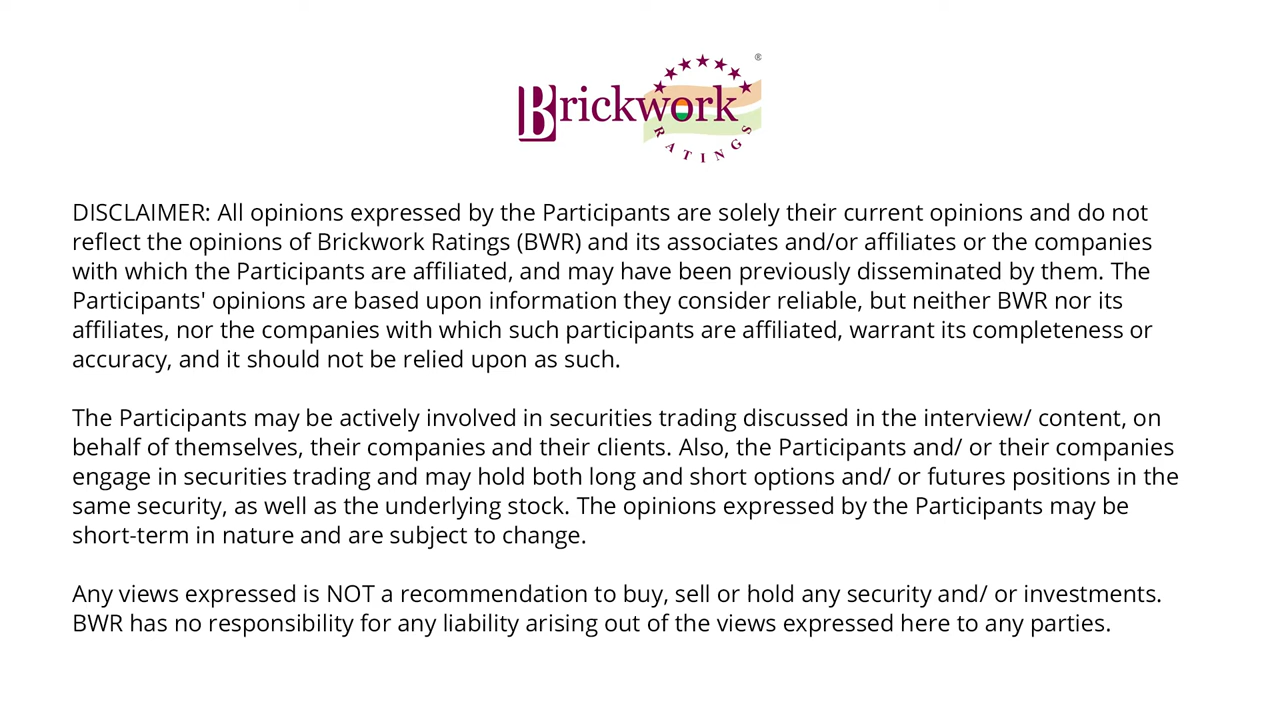 Brickwork
RATINGS
®
DISCLAIMER: All opinions expressed by the Participants are solely their current opinions and do not
reflect the opinions of Brickwork Ratings (BWR) and its associates and/or affiliates or the companies
with which the Participants are affiliated, and may have been previously disseminated by them. The
Participants' opinions are based upon information they consider reliable, but neither BWR nor its
affiliates, nor the companies with which such participants are affiliated, warrant its completeness or
accuracy, and it should not be relied upon as such.
The Participants may be actively involved in securities trading discussed in the interview/ content, on
behalf of themselves, their companies and their clients. Also, the Participants and/ or their companies
engage in securities trading and may hold both long and short options and/ or futures positions in the
same security, as well as the underlying stock. The opinions expressed by the Participants may be
short-term in nature and are subject to change.
Any views expressed is NOT a recommendation to buy, sell or hold any security and/ or investments.
BWR has no responsibility for any liability arising out of the views expressed here to any parties.